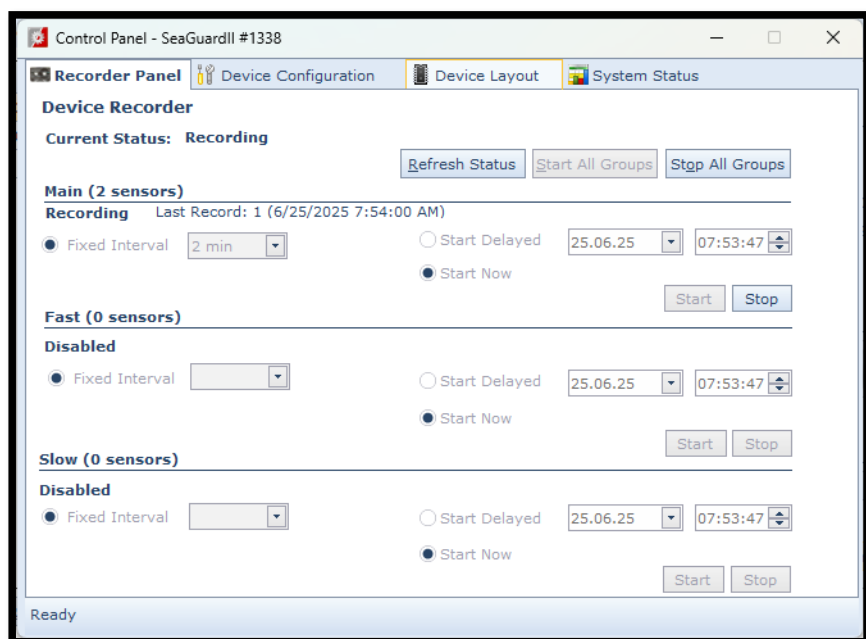 Control Panel - SeaGuardII #1338
Recorder Panel Device Configuration Device Layout System Status
Device Recorder
Current Status: Recording
Refresh Status Start All Groups Stop All Groups
Main (2 sensors)
Recording Last Record: 1 (6/25/2025 7:54:00 AM)
Fixed Interval 2 min Start Delayed 25.06.25 07:53:47
Start Now
Start Stop
Fast (0 sensors)
Disabled
Fixed Interval Start Delayed 25.06.25 07:53:47
Start Now
Start Stop
Slow (0 sensors)
Disabled
Fixed Interval Start Delayed 25.06.25 07:53:47
Start Now
Start Stop
Ready